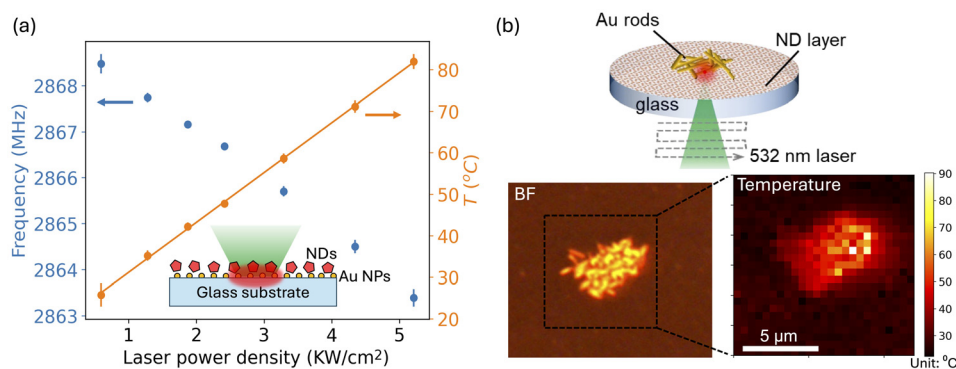 (a)
Frequency (MHz)
2868
2867
2866
2865
2864
2863
80
70
60
50
40
30
20
T (°C)
NDs
Au NPs
Glass substrate
1
2
3
4
5
Laser power density (KW/cm²)
(b)
Au rods
ND layer
glass
532 nm laser
BF
Temperature
5 μm
90
80
70
60
50
40
30
Unit: °C